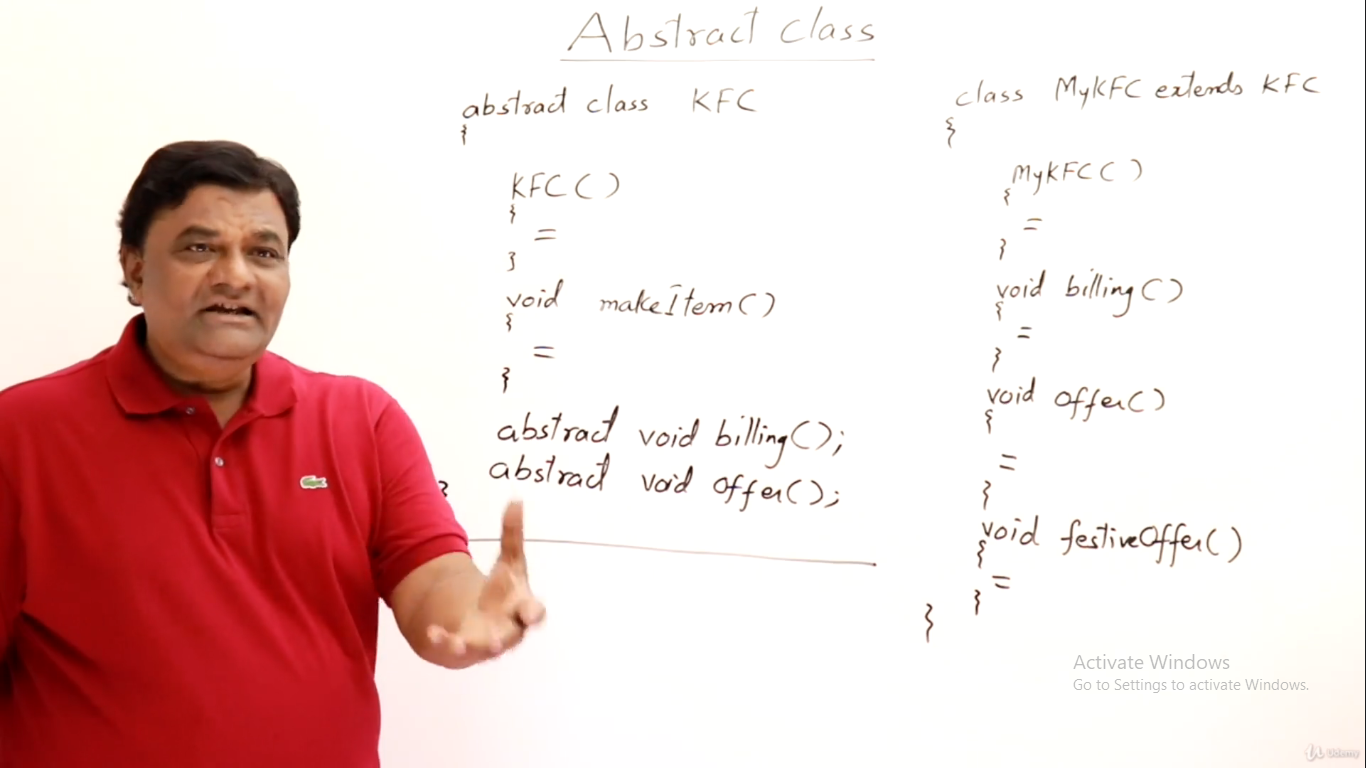 Abstract Class
abstract class KFC
{
KFC()
{
=
}
void makeItem()
{
=
}
abstract void billing();
abstract void offer();
}
class MyKFC extends KFC
{
MyKFC()
{
=
}
void billing()
{
=
}
void offer()
{
=
}
void festiveOffer()
{
=
}
}
Activate Windows
Go to Settings to activate Windows.
Udemy